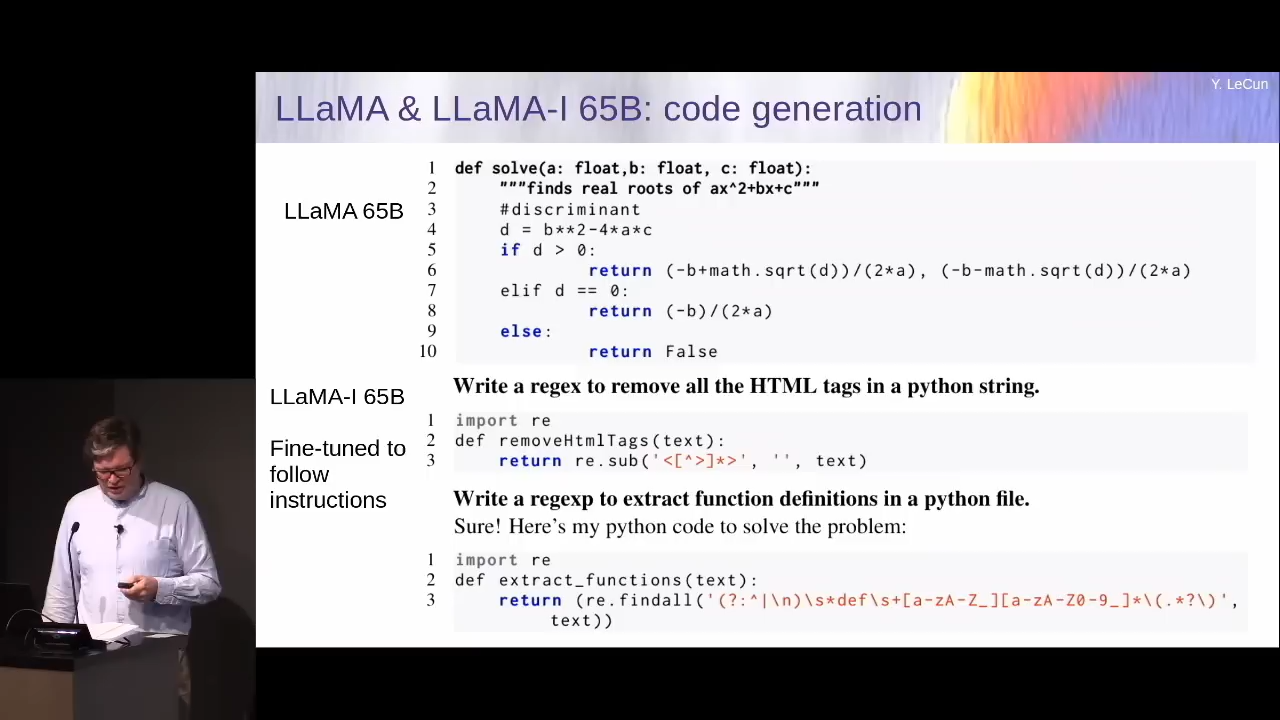 Y. LeCun
LLaMA & LLaMA-I 65B: code generation
LLaMA 65B
1 def solve(a: float,b: float, c: float):
2 """finds real roots of ax^2+bx+c"""
3 #discriminant
4 d = b**2-4*a*c
5 if d > 0:
6 return (-b+math.sqrt(d))/(2*a), (-b-math.sqrt(d))/(2*a)
7 elif d == 0:
8 return (-b)/(2*a)
9 else:
10 return False
LLaMA-I 65B
Fine-tuned to
follow
instructions
Write a regex to remove all the HTML tags in a python string.
1 import re
2 def removeHtmlTags(text):
3 return re.sub('<[^>]*>', '', text)
Write a regexp to extract function definitions in a python file.
Sure! Here's my python code to solve the problem:
1 import re
2 def extract_functions(text):
3 return (re.findall('(?:^|\n)\s*def\s+[a-zA-Z_][a-zA-Z0-9_]*\(.*?\)',
text))